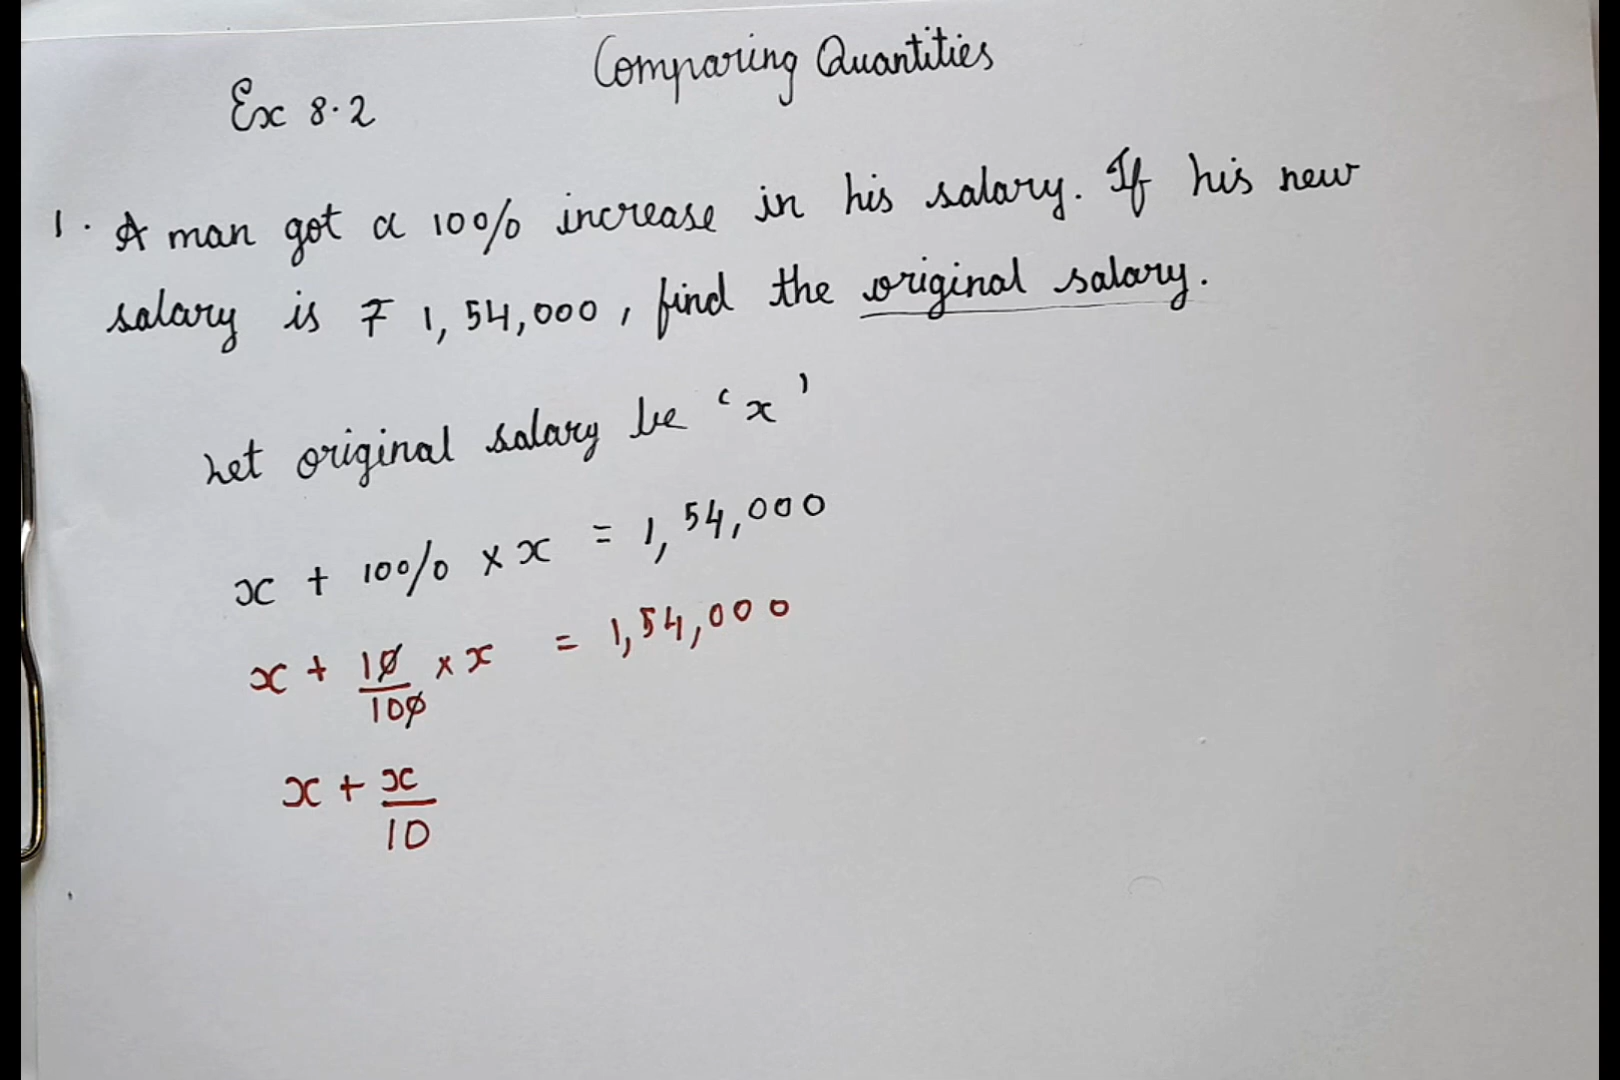 Comparing Quantities
Ex 8.2
1. A man got a 10% increase in his salary. If his new
salary is ₹ 1,54,000, find the original salary.
Let original salary be 'x'
x + 10% × x = 1,54,000
x + 10/100 × x = 1,54,000
x + x/10